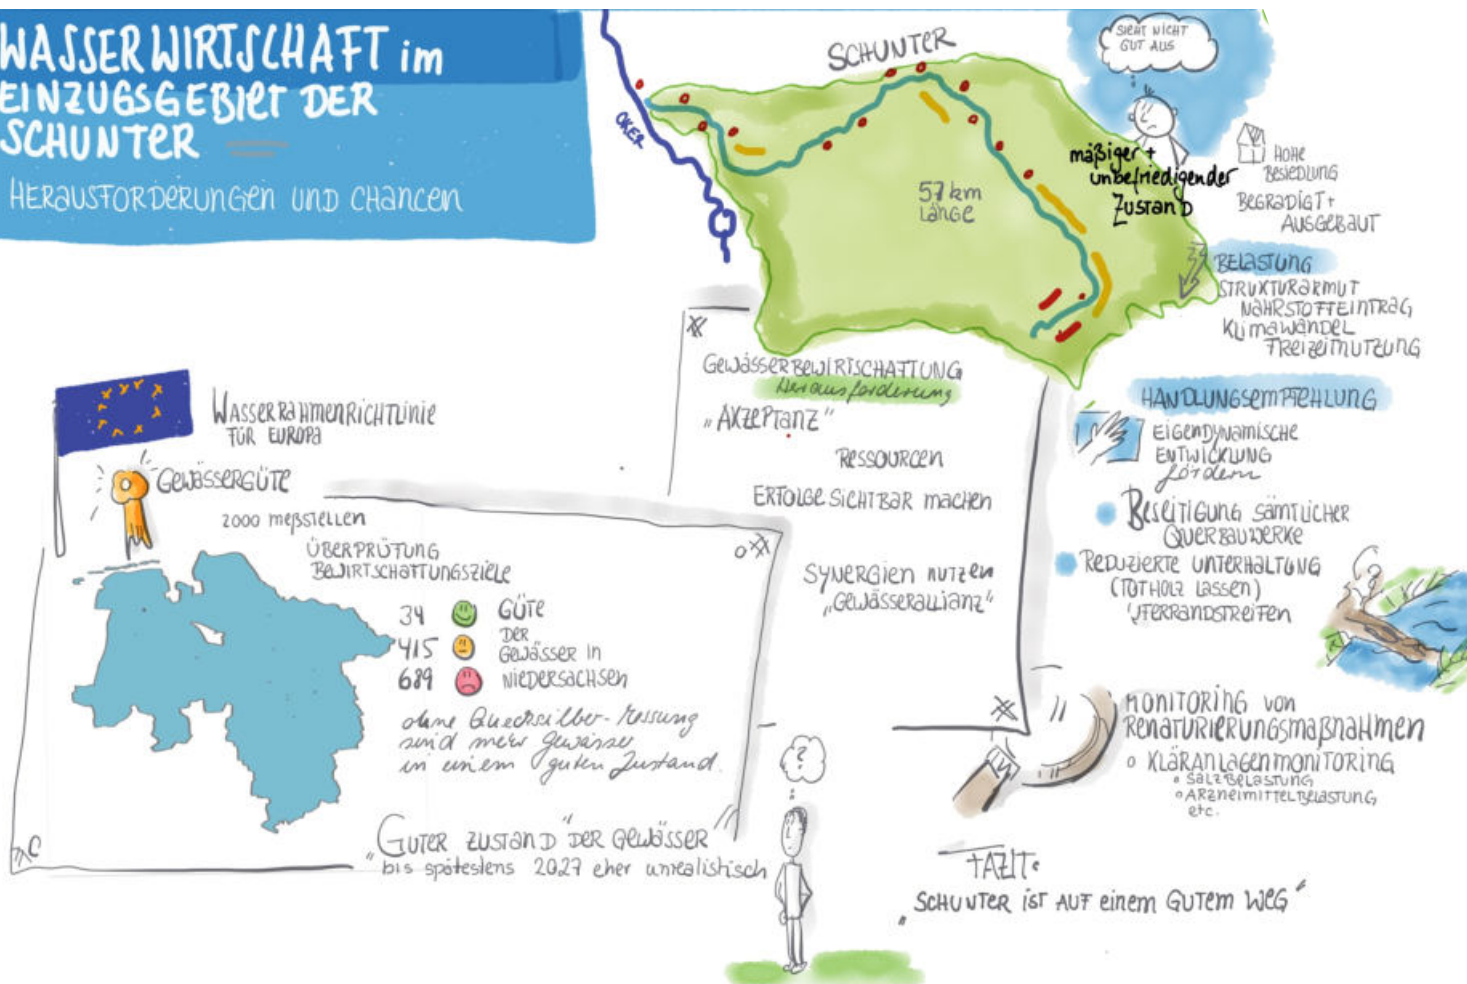 WASSERWIRTSCHAFT im
EINZUGSGEBIET DER
SCHUNTER
HERAUSFORDERUNGEN UND CHANCEN
SCHUNTER
OKER
57 km
LÄNGE
SIEHT NICHT
GUT AUS
mäßiger +
unbefriedigender
ZUSTAND
HOHE
BESIEDLUNG
BEGRADIGT +
AUSGEBAUT
BELASTUNG
STRUKTURARMUT
NÄHRSTOFFEINTRAG
KLIMAWANDEL
FREIZEITNUTZUNG
WASSERRAHMENRICHTLINIE
FÜR EUROPA
GEWÄSSERGÜTE
2000 MEßSTELLEN
ÜBERPRÜFUNG
BEWIRTSCHAFTUNGSZIELE
34
GÜTE
DER
415
GEWÄSSER IN
689
NIEDERSACHSEN
ohne Quecksilber-Messung
sind mehr Gewässer
in einem guten Zustand.
"GUTER ZUSTAND" DER GEWÄSSER
bis spätestens 2027 eher unrealistisch
GEWÄSSERBEWIRTSCHAFTUNG
Herausforderung
„AKZEPTANZ"
RESSOURCEN
ERFOLGE SICHTBAR machen
SYNERGIEN NUTZEN
„GEWÄSSERALLIANZ"
?
HANDLUNGSEMPFEHLUNG
EIGENDYNAMISCHE
ENTWICKLUNG
fördern
BESEITIGUNG SÄMTLICHER
QUERBAUWERKE
REDUZIERTE UNTERHALTUNG
(TOTHOLZ LASSEN)
UFERRANDSTREIFEN
MONITORING VON
RENATURIERUNGSMAßNAHMEN
o KLÄRANLAGENMONITORING
• SALZBELASTUNG
o ARZNEIMITTELBELASTUNG
etc.
FAZIT:
„SCHUNTER IST AUF einem GUTEM WEG"